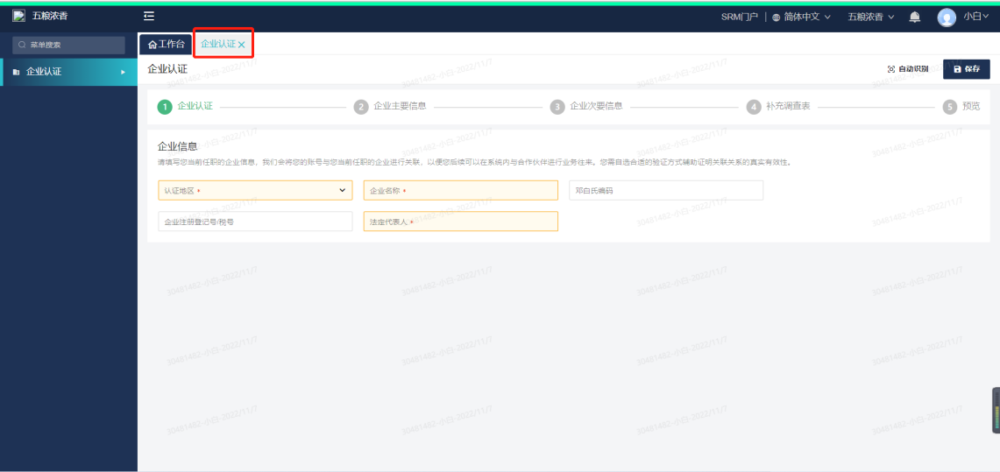 五粮浓香
SRM门户 | 简体中文 五粮浓香 小白
菜单搜索
工作台 企业认证 ×
企业认证
企业认证 自动识别 保存
1 企业认证 2 企业主要信息 3 企业次要信息 4 补充调查表 5 预览
企业信息
请填写您当前任职的企业信息，我们会将您的账号与您当前任职的企业进行关联，以便您后续可以在系统内与合作伙伴进行业务往来。您需自选合适的验证方式辅助证明关联关系的真实有效性。
认证地区 * 企业名称 * 邓白氏编码
企业注册登记号/税号 法定代表人 *
30481482-小白-2022/11/7